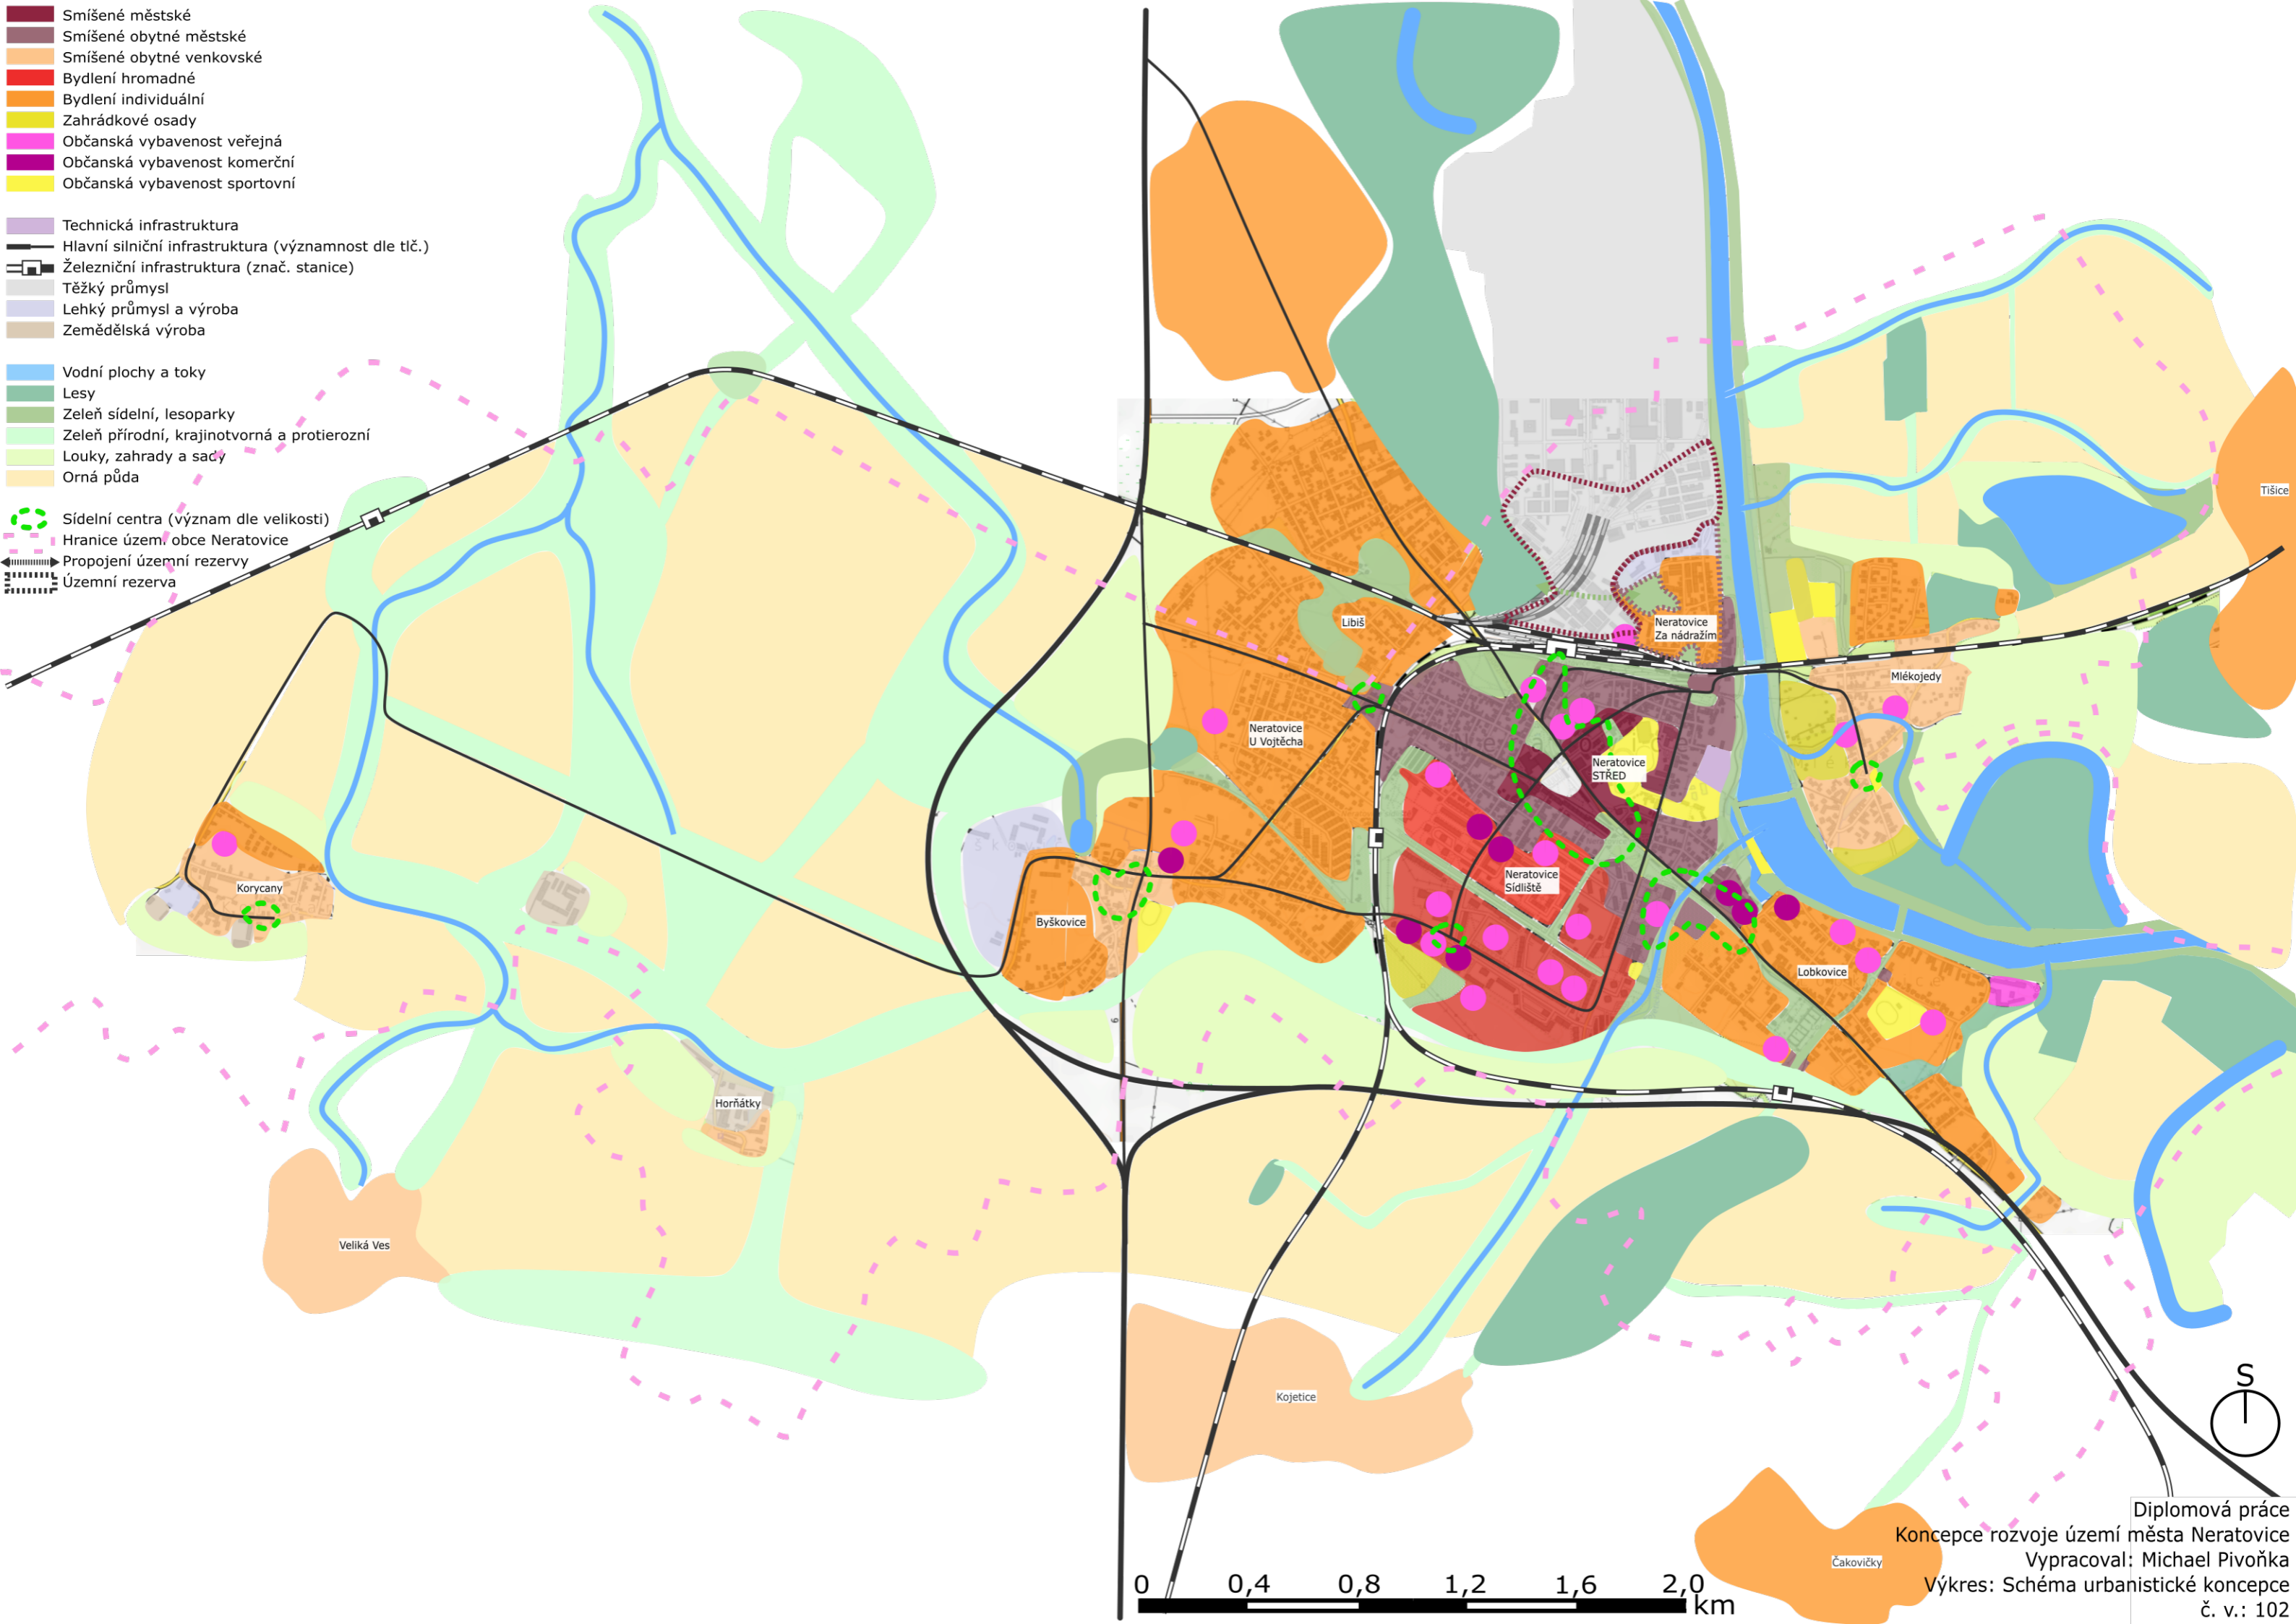 Smíšené městské
Smíšené obytné městské
Smíšené obytné venkovské
Bydlení hromadné
Bydlení individuální
Zahrádkové osady
Občanská vybavenost veřejná
Občanská vybavenost komerční
Občanská vybavenost sportovní
Technická infrastruktura
Hlavní silniční infrastruktura (významnost dle tlč.)
Železniční infrastruktura (znač. stanice)
Těžký průmysl
Lehký průmysl a výroba
Zemědělská výroba
Vodní plochy a toky
Lesy
Zeleň sídelní, lesoparky
Zeleň přírodní, krajinotvorná a protierozní
Louky, zahrady a sady
Orná půda
Sídelní centra (význam dle velikosti)
Hranice území obce Neratovice
Propojení územní rezervy
Územní rezerva
Tišice
Libiš
Neratovice
Za nádražím
Mlékojedy
Neratovice
U Vojtěcha
Neratovice
STŘED
Neratovice
Sídliště
Korycany
Byškovice
Lobkovice
Horňátky
Veliká Ves
Kojetice
Čakovičky
S
0 0,4 0,8 1,2 1,6 2,0
km
Diplomová práce
Koncepce rozvoje území města Neratovice
Vypracoval: Michael Pivoňka
Výkres: Schéma urbanistické koncepce
č. v.: 102